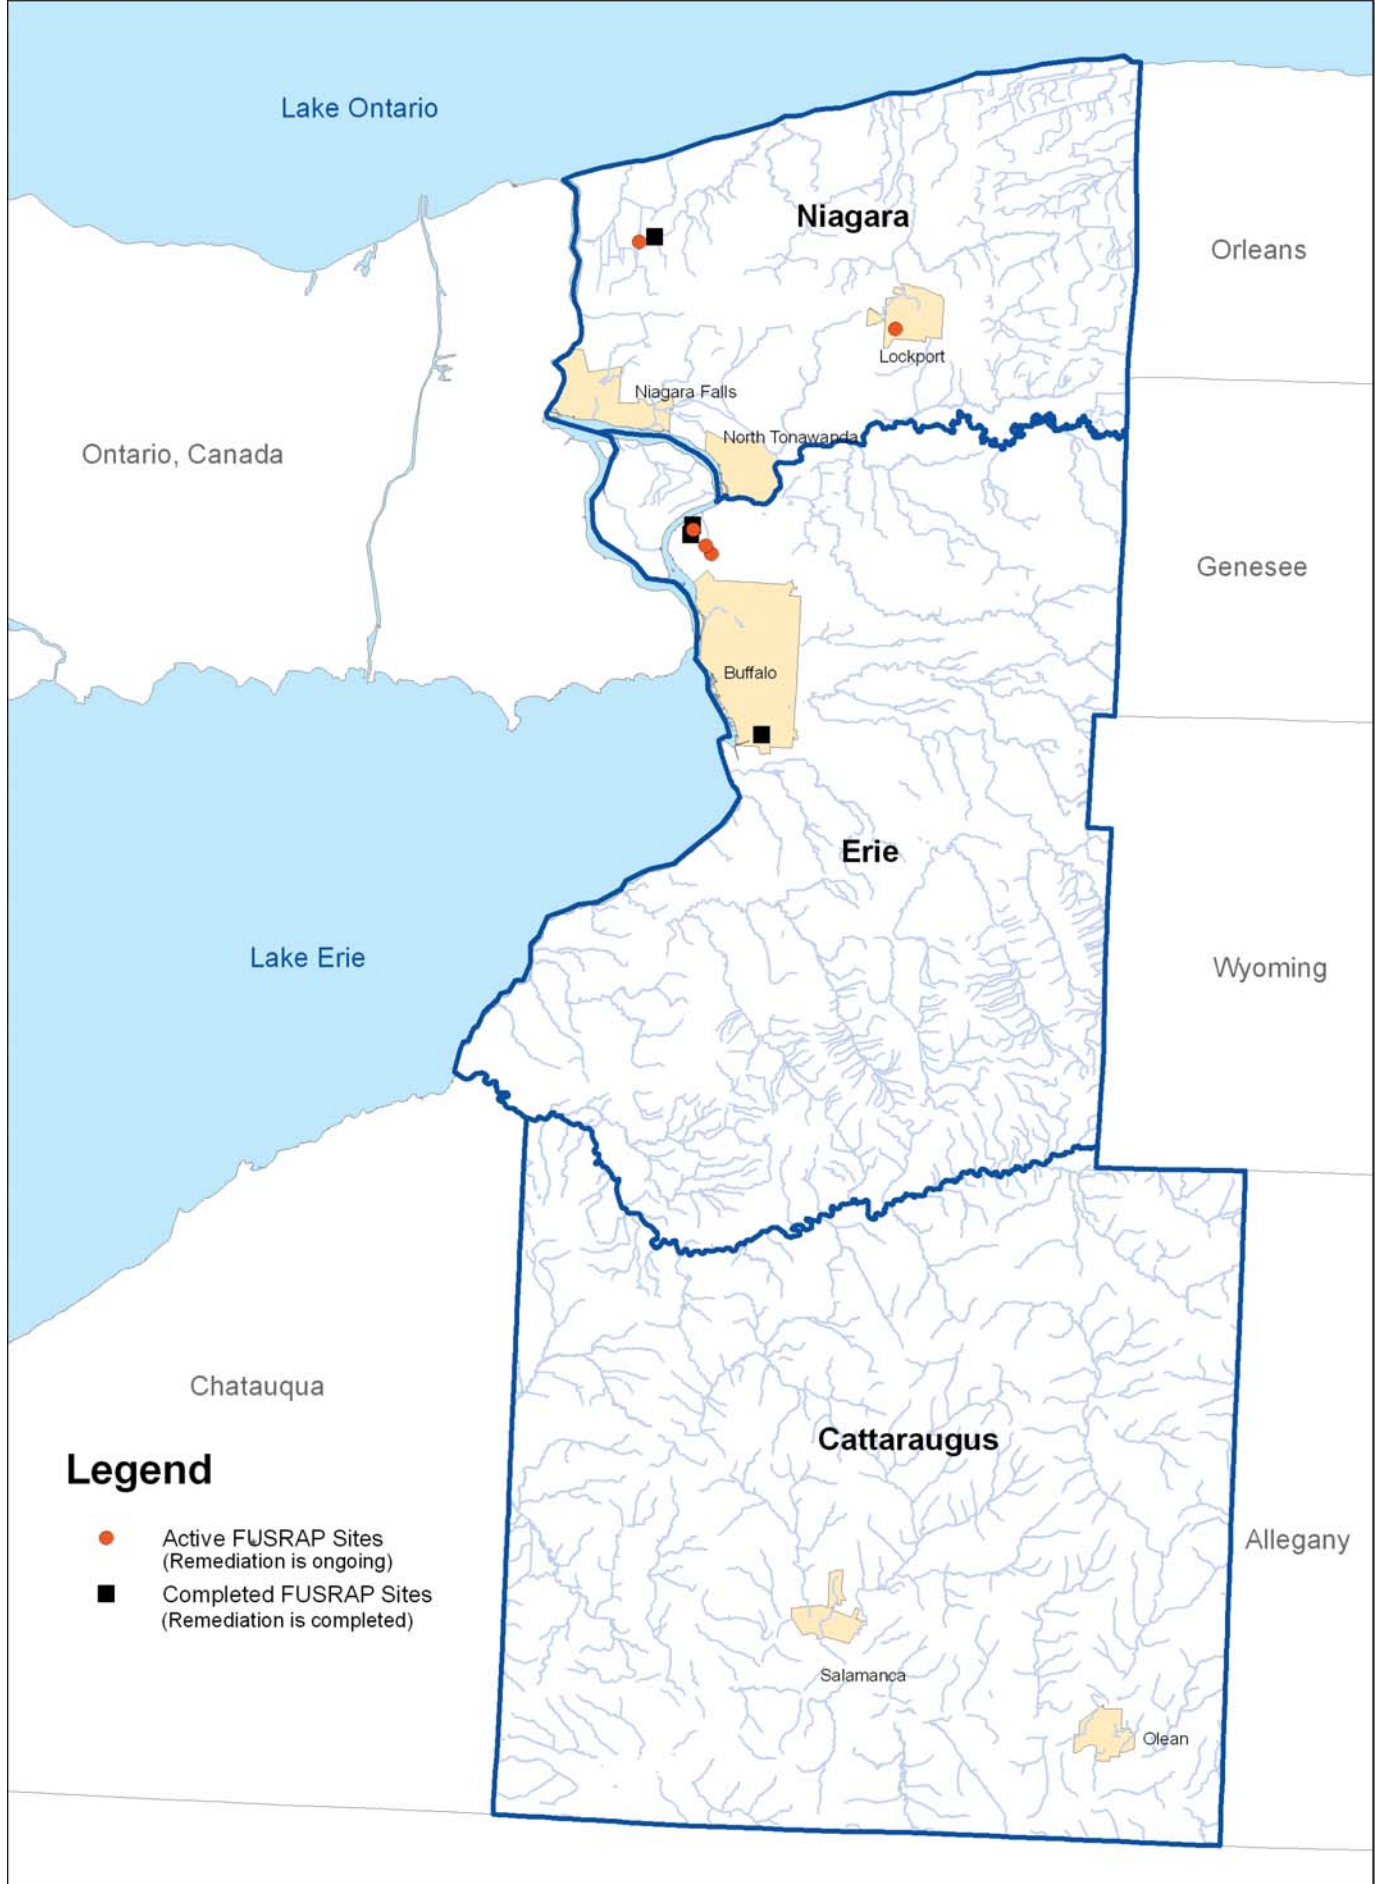 Lake Ontario
Niagara
Orleans
Lockport
Niagara Falls
North Tonawanda
Ontario, Canada
Genesee
Buffalo
Erie
Lake Erie
Wyoming
Chatauqua
Cattaraugus
Legend
Active FUSRAP Sites
(Remediation is ongoing)
Allegany
Completed FUSRAP Sites
(Remediation is completed)
Salamanca
Olean